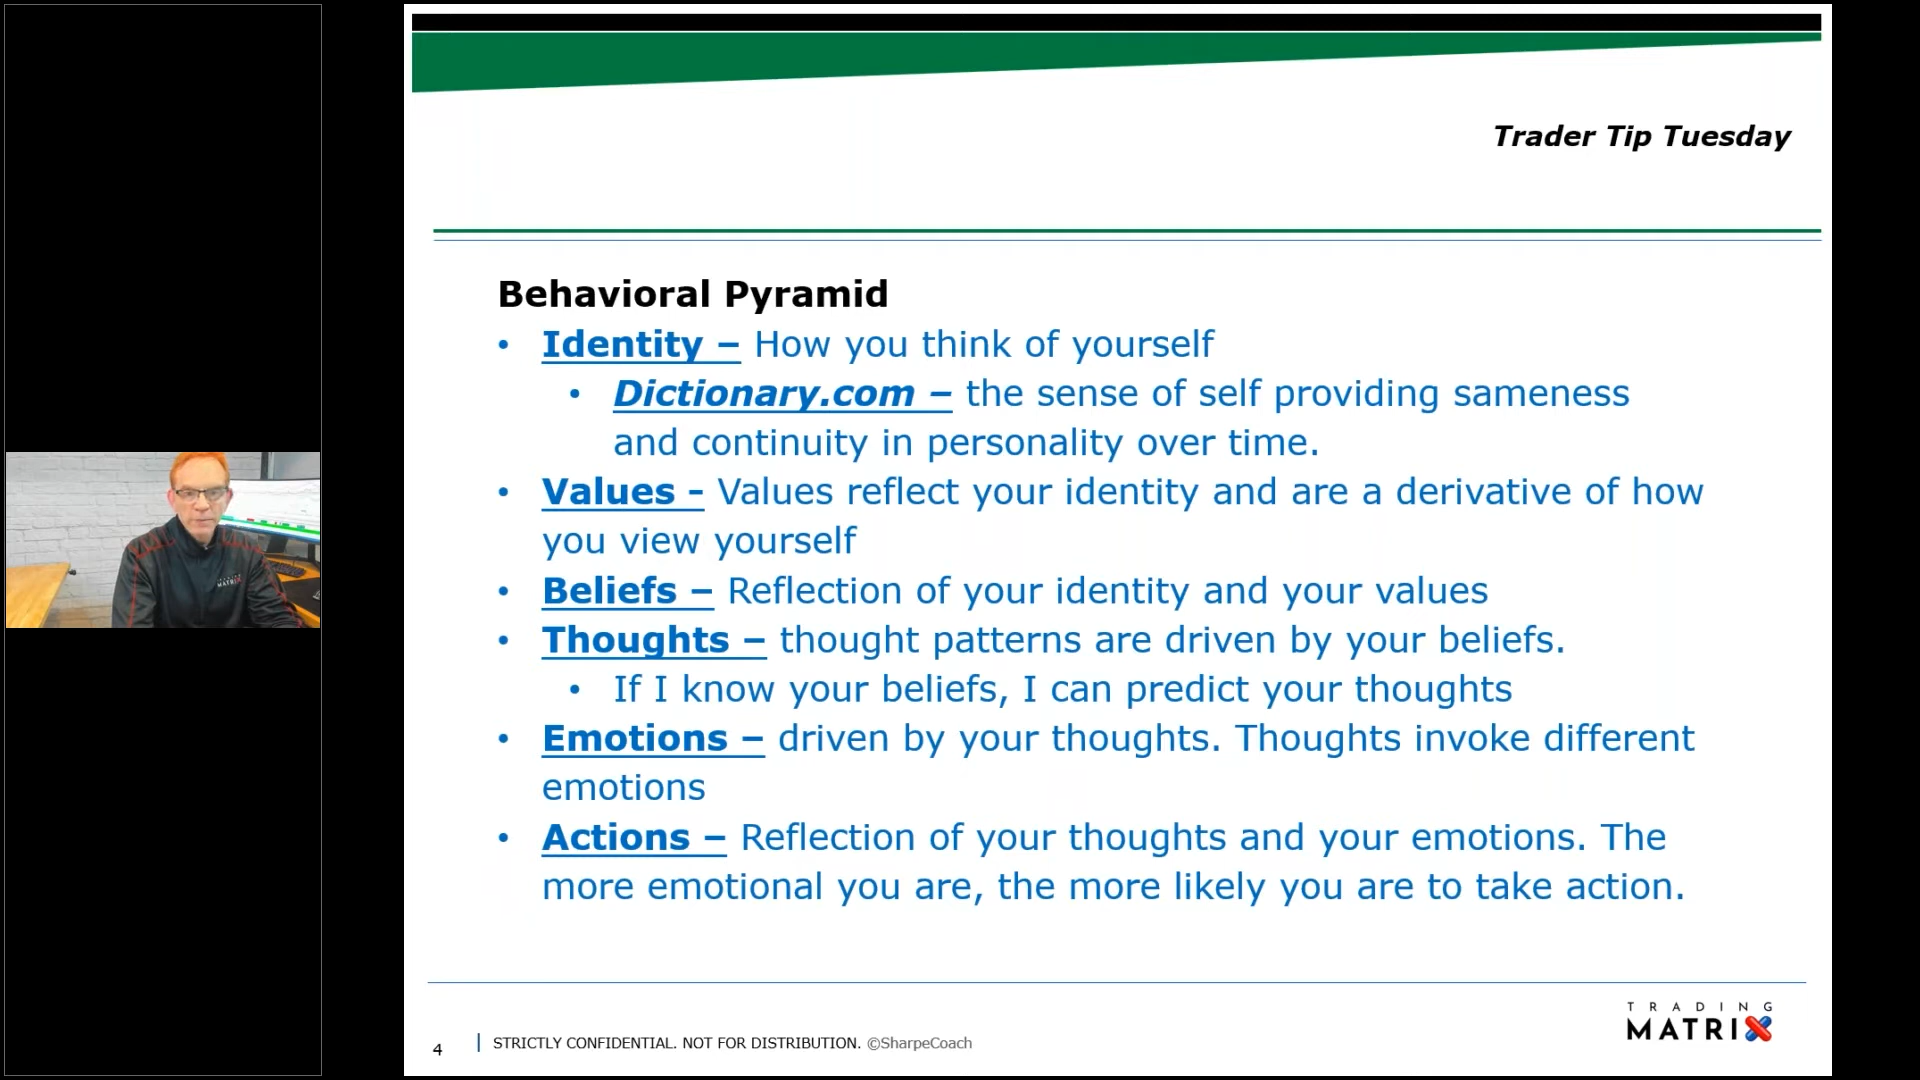 Trader Tip Tuesday
Behavioral Pyramid
• Identity – How you think of yourself
• Dictionary.com – the sense of self providing sameness
and continuity in personality over time.
• Values - Values reflect your identity and are a derivative of how
you view yourself
• Beliefs – Reflection of your identity and your values
• Thoughts – thought patterns are driven by your beliefs.
• If I know your beliefs, I can predict your thoughts
• Emotions – driven by your thoughts. Thoughts invoke different
emotions
• Actions – Reflection of your thoughts and your emotions. The
more emotional you are, the more likely you are to take action.
4 | STRICTLY CONFIDENTIAL. NOT FOR DISTRIBUTION. ©SharpeCoach
TRADING
MATRIX
MATRIX